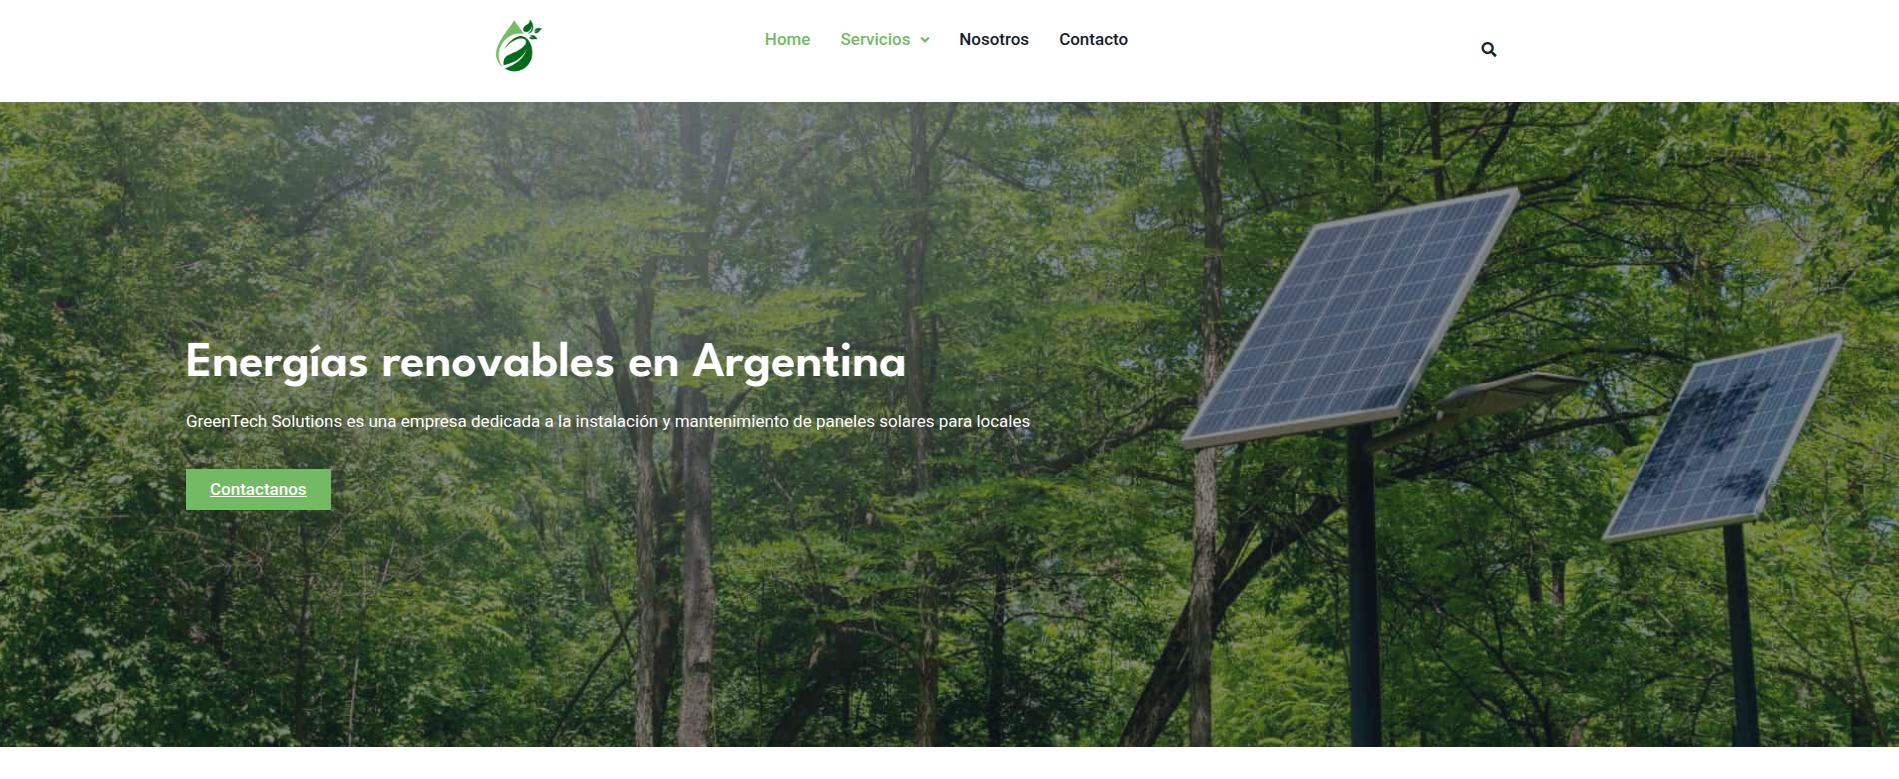 Home Servicios Nosotros Contacto
Energías renovables en Argentina
GreenTech Solutions es una empresa dedicada a la instalación y mantenimiento de paneles solares para locales
Contactanos